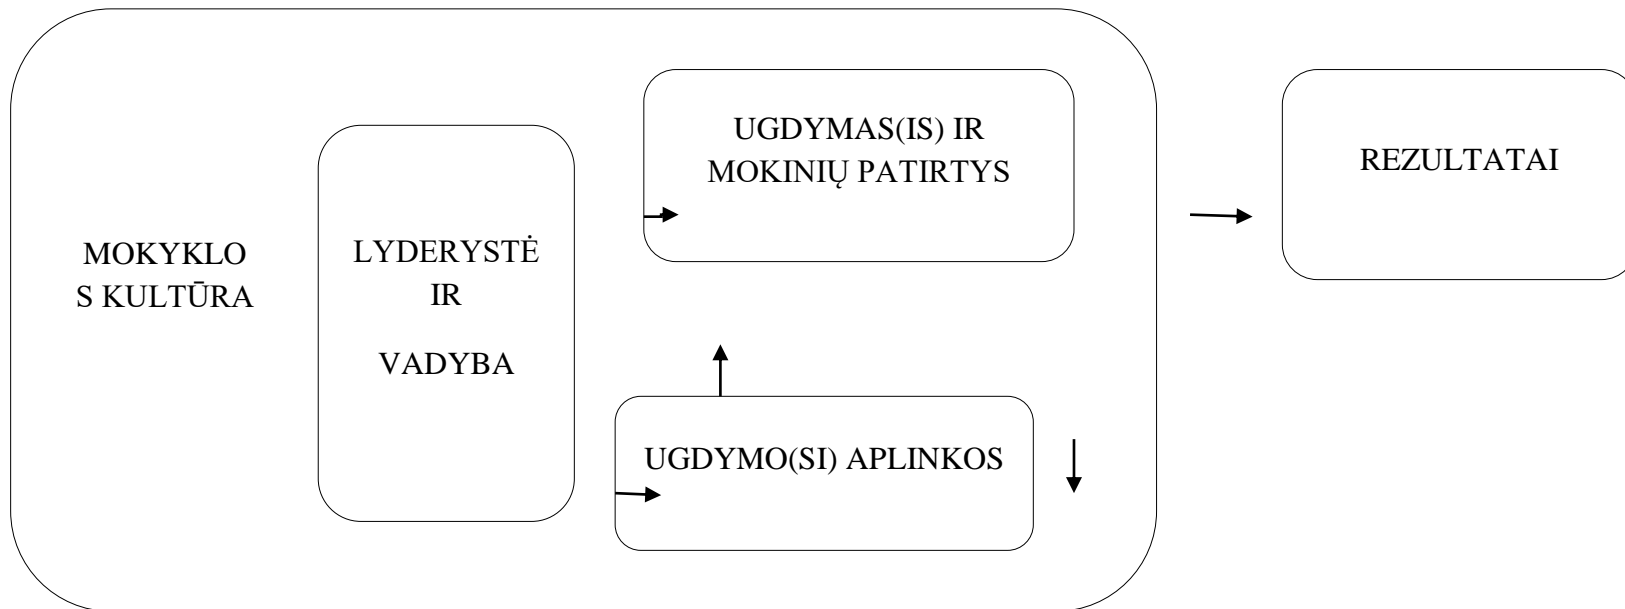 MOKYKLO
S KULTŪRA
LYDERYSTĖ
IR
VADYBA
UGDYMAS(IS) IR
MOKINIŲ PATIRTYS
UGDYMO(SI) APLINKOS
REZULTATAI